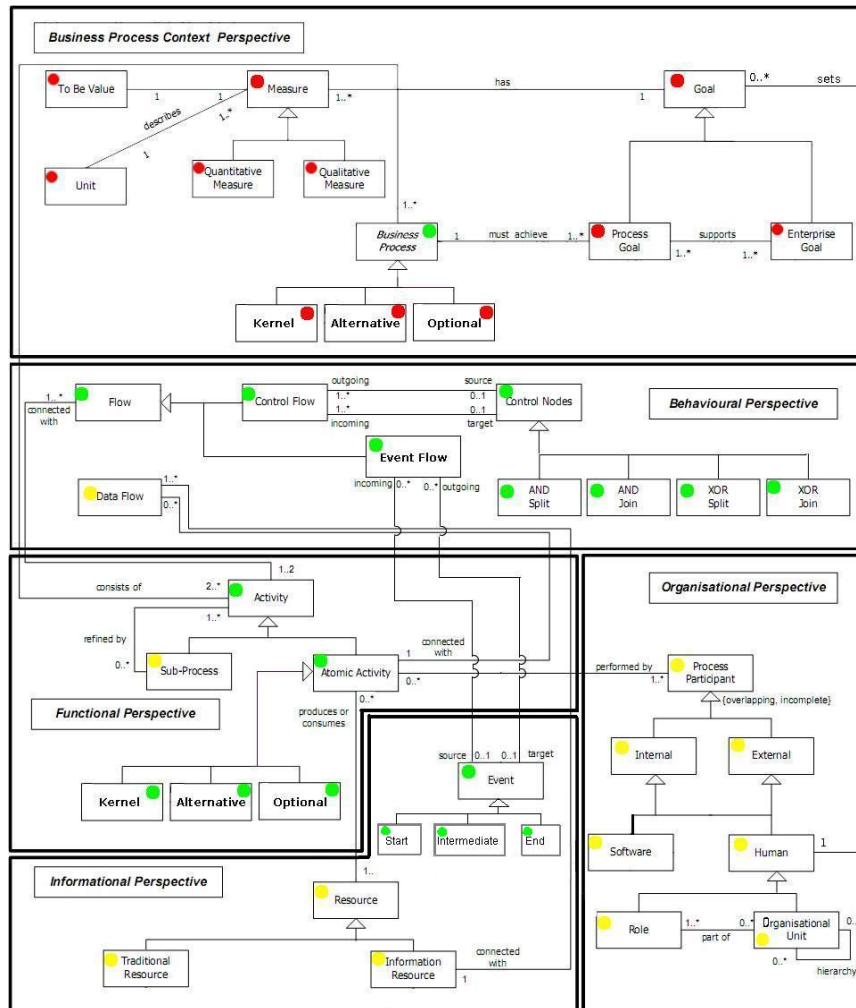 Business Process Context Perspective
To Be Value
1
1
Measure
1..*
has
1
Goal
0..*
sets
describes
1..*
1
Unit
Quantitative
Measure
Qualitative
Measure
1..*
Business
Process
1
must achieve
1..*
Process
Goal
supports
1..*
1..*
Enterprise
Goal
Kernel
Alternative
Optional
1..*
connected
with
Flow
Control Flow
outgoing
1..*
1..*
incoming
source
0..1
0..1
target
Control Nodes
Behavioural Perspective
Event Flow
incoming
0..*
0..*
outgoing
Data Flow
1..*
0..*
AND
Split
AND
Join
XOR
Split
XOR
Join
consists of
2..*
1..2
Activity
1..*
refined by
0..*
Sub-Process
Atomic Activity
1
connected
with
0..*
0..*
produces or
consumes
Functional Perspective
Kernel
Alternative
Optional
Organisational Perspective
performed by
1..*
Process
Participant
{overlapping, incomplete}
Internal
External
Software
Human
1
Role
1..*
part of
0..*
Organisational
Unit
0..
0..*
hierarchy
source
0..1
0..1
target
Event
Start
Intermediate
End
Informational Perspective
1..
Resource
Traditional
Resource
Information
Resource
connected
with
1